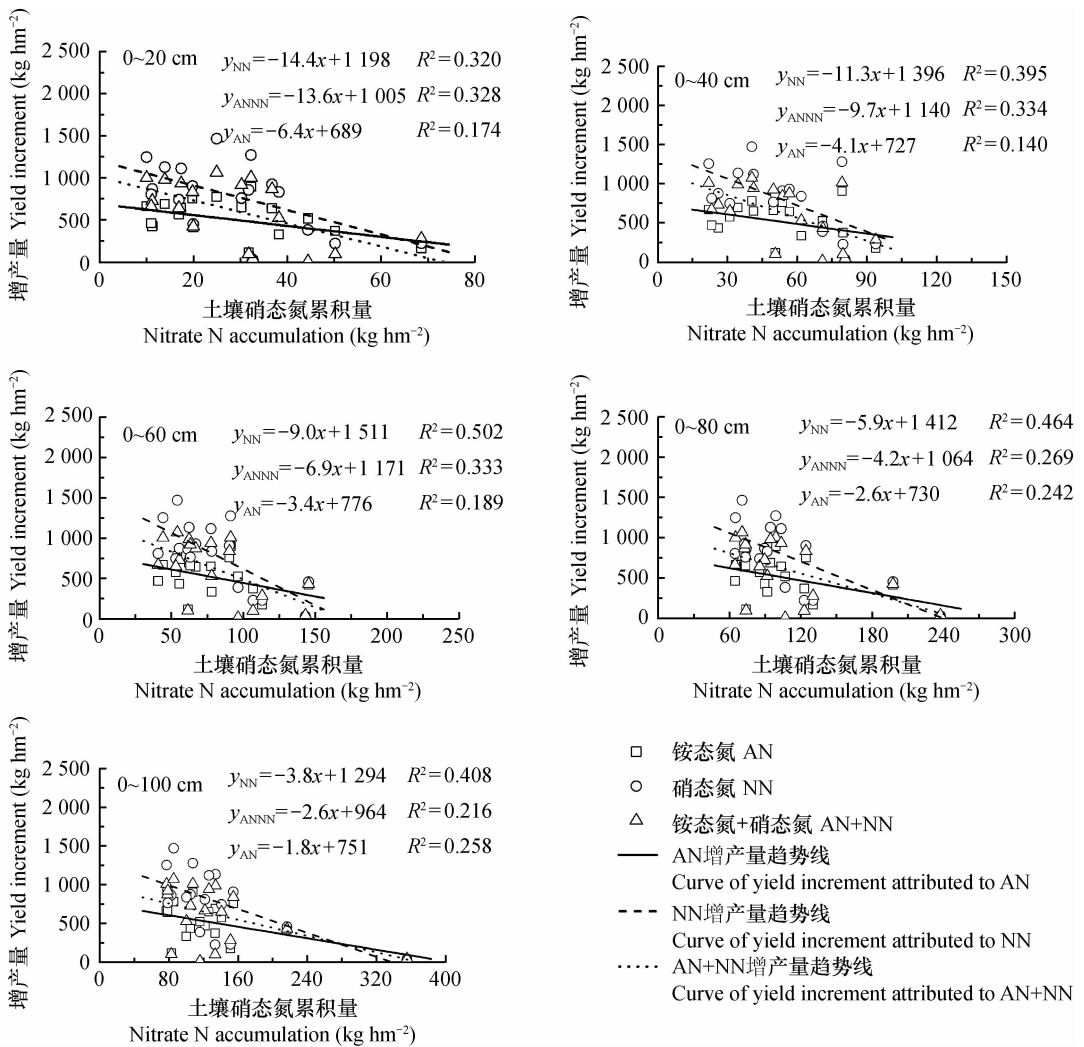 增产量 Yield increment (kg hm⁻²)
2 500
2 000
1 500
1 000
500
0
0~20 cm
yNN=−14.4x+1 198 R²=0.320
yANNN=−13.6x+1 005 R²=0.328
yAN=−6.4x+689 R²=0.174
0 20 40 60 80
土壤硝态氮累积量
Nitrate N accumulation (kg hm⁻²)
增产量 Yield increment (kg hm⁻²)
2 500
2 000
1 500
1 000
500
0
0~40 cm
yNN=−11.3x+1 396 R²=0.395
yANNN=−9.7x+1 140 R²=0.334
yAN=−4.1x+727 R²=0.140
0 30 60 90 120 150
土壤硝态氮累积量
Nitrate N accumulation (kg hm⁻²)
增产量 Yield increment (kg hm⁻²)
2 500
2 000
1 500
1 000
500
0
0~60 cm
yNN=−9.0x+1 511 R²=0.502
yANNN=−6.9x+1 171 R²=0.333
yAN=−3.4x+776 R²=0.189
0 50 100 150 200 250
土壤硝态氮累积量
Nitrate N accumulation (kg hm⁻²)
增产量 Yield increment (kg hm⁻²)
2 500
2 000
1 500
1 000
500
0
0~80 cm
yNN=−5.9x+1 412 R²=0.464
yANNN=−4.2x+1 064 R²=0.269
yAN=−2.6x+730 R²=0.242
0 60 120 180 240 300
土壤硝态氮累积量
Nitrate N accumulation (kg hm⁻²)
增产量 Yield increment (kg hm⁻²)
2 500
2 000
1 500
1 000
500
0
0~100 cm
yNN=−3.8x+1 294 R²=0.408
yANNN=−2.6x+964 R²=0.216
yAN=−1.8x+751 R²=0.258
0 80 160 240 320 400
土壤硝态氮累积量
Nitrate N accumulation (kg hm⁻²)
铵态氮 AN
硝态氮 NN
铵态氮+硝态氮 AN+NN
AN增产量趋势线
Curve of yield increment attributed to AN
NN增产量趋势线
Curve of yield increment attributed to NN
AN+NN增产量趋势线
Curve of yield increment attributed to AN+NN